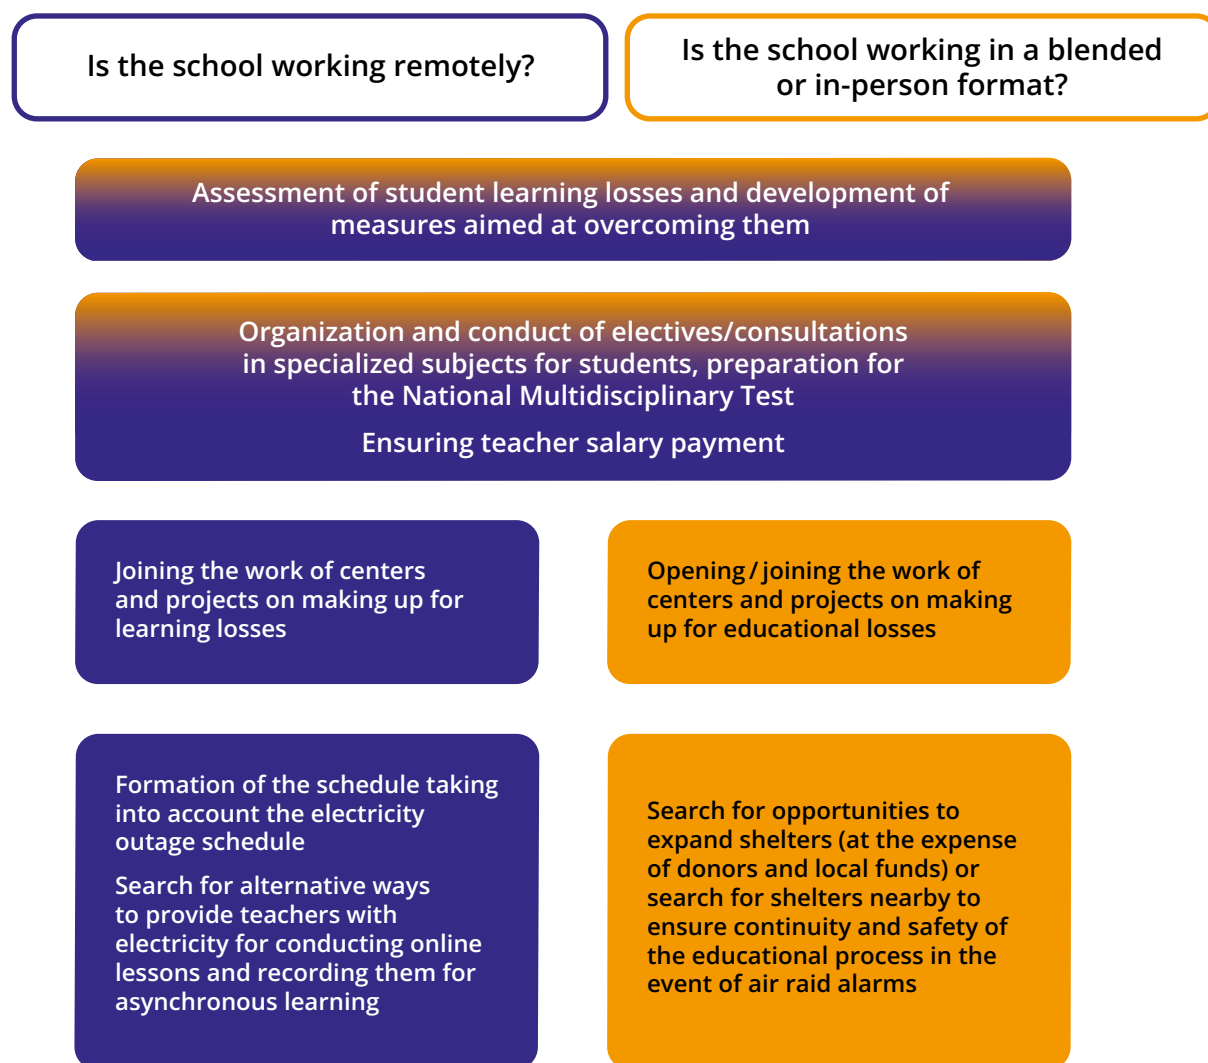 Is the school working remotely?
Is the school working in a blended
or in-person format?
Assessment of student learning losses and development of
measures aimed at overcoming them
Organization and conduct of electives/consultations
in specialized subjects for students, preparation for
the National Multidisciplinary Test
Ensuring teacher salary payment
Joining the work of centers
and projects on making up for
learning losses
Opening / joining the work of
centers and projects on making
up for educational losses
Formation of the schedule taking
into account the electricity
outage schedule
Search for alternative ways
to provide teachers with
electricity for conducting online
lessons and recording them for
asynchronous learning
Search for opportunities to
expand shelters (at the expense
of donors and local funds) or
search for shelters nearby to
ensure continuity and safety of
the educational process in the
event of air raid alarms